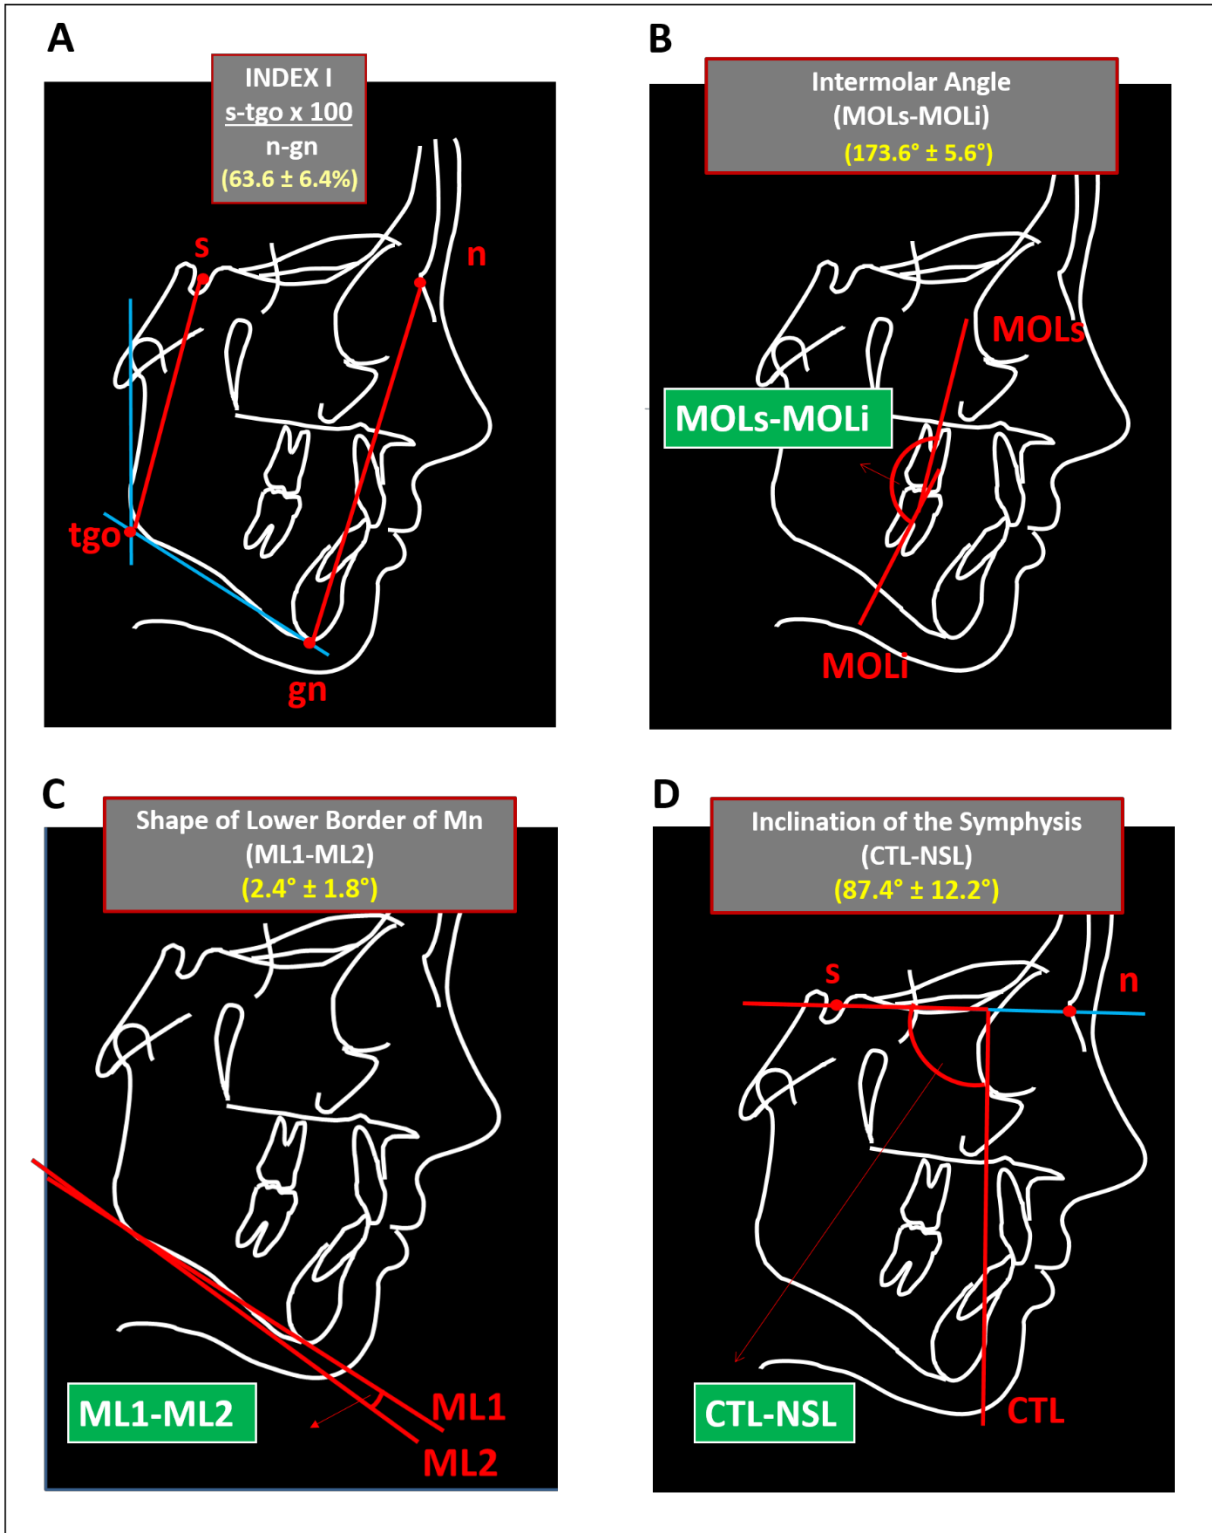 A
INDEX I
s-tgo x 100
n-gn
(63.6 ± 6.4%)
s
n
tgo
gn
B
Intermolar Angle
(MOLs-MOLi)
(173.6° ± 5.6°)
MOLs
MOLs-MOLi
MOLi
C
Shape of Lower Border of Mn
(ML1-ML2)
(2.4° ± 1.8°)
ML1-ML2
ML1
ML2
D
Inclination of the Symphysis
(CTL-NSL)
(87.4° ± 12.2°)
s
n
CTL-NSL
CTL